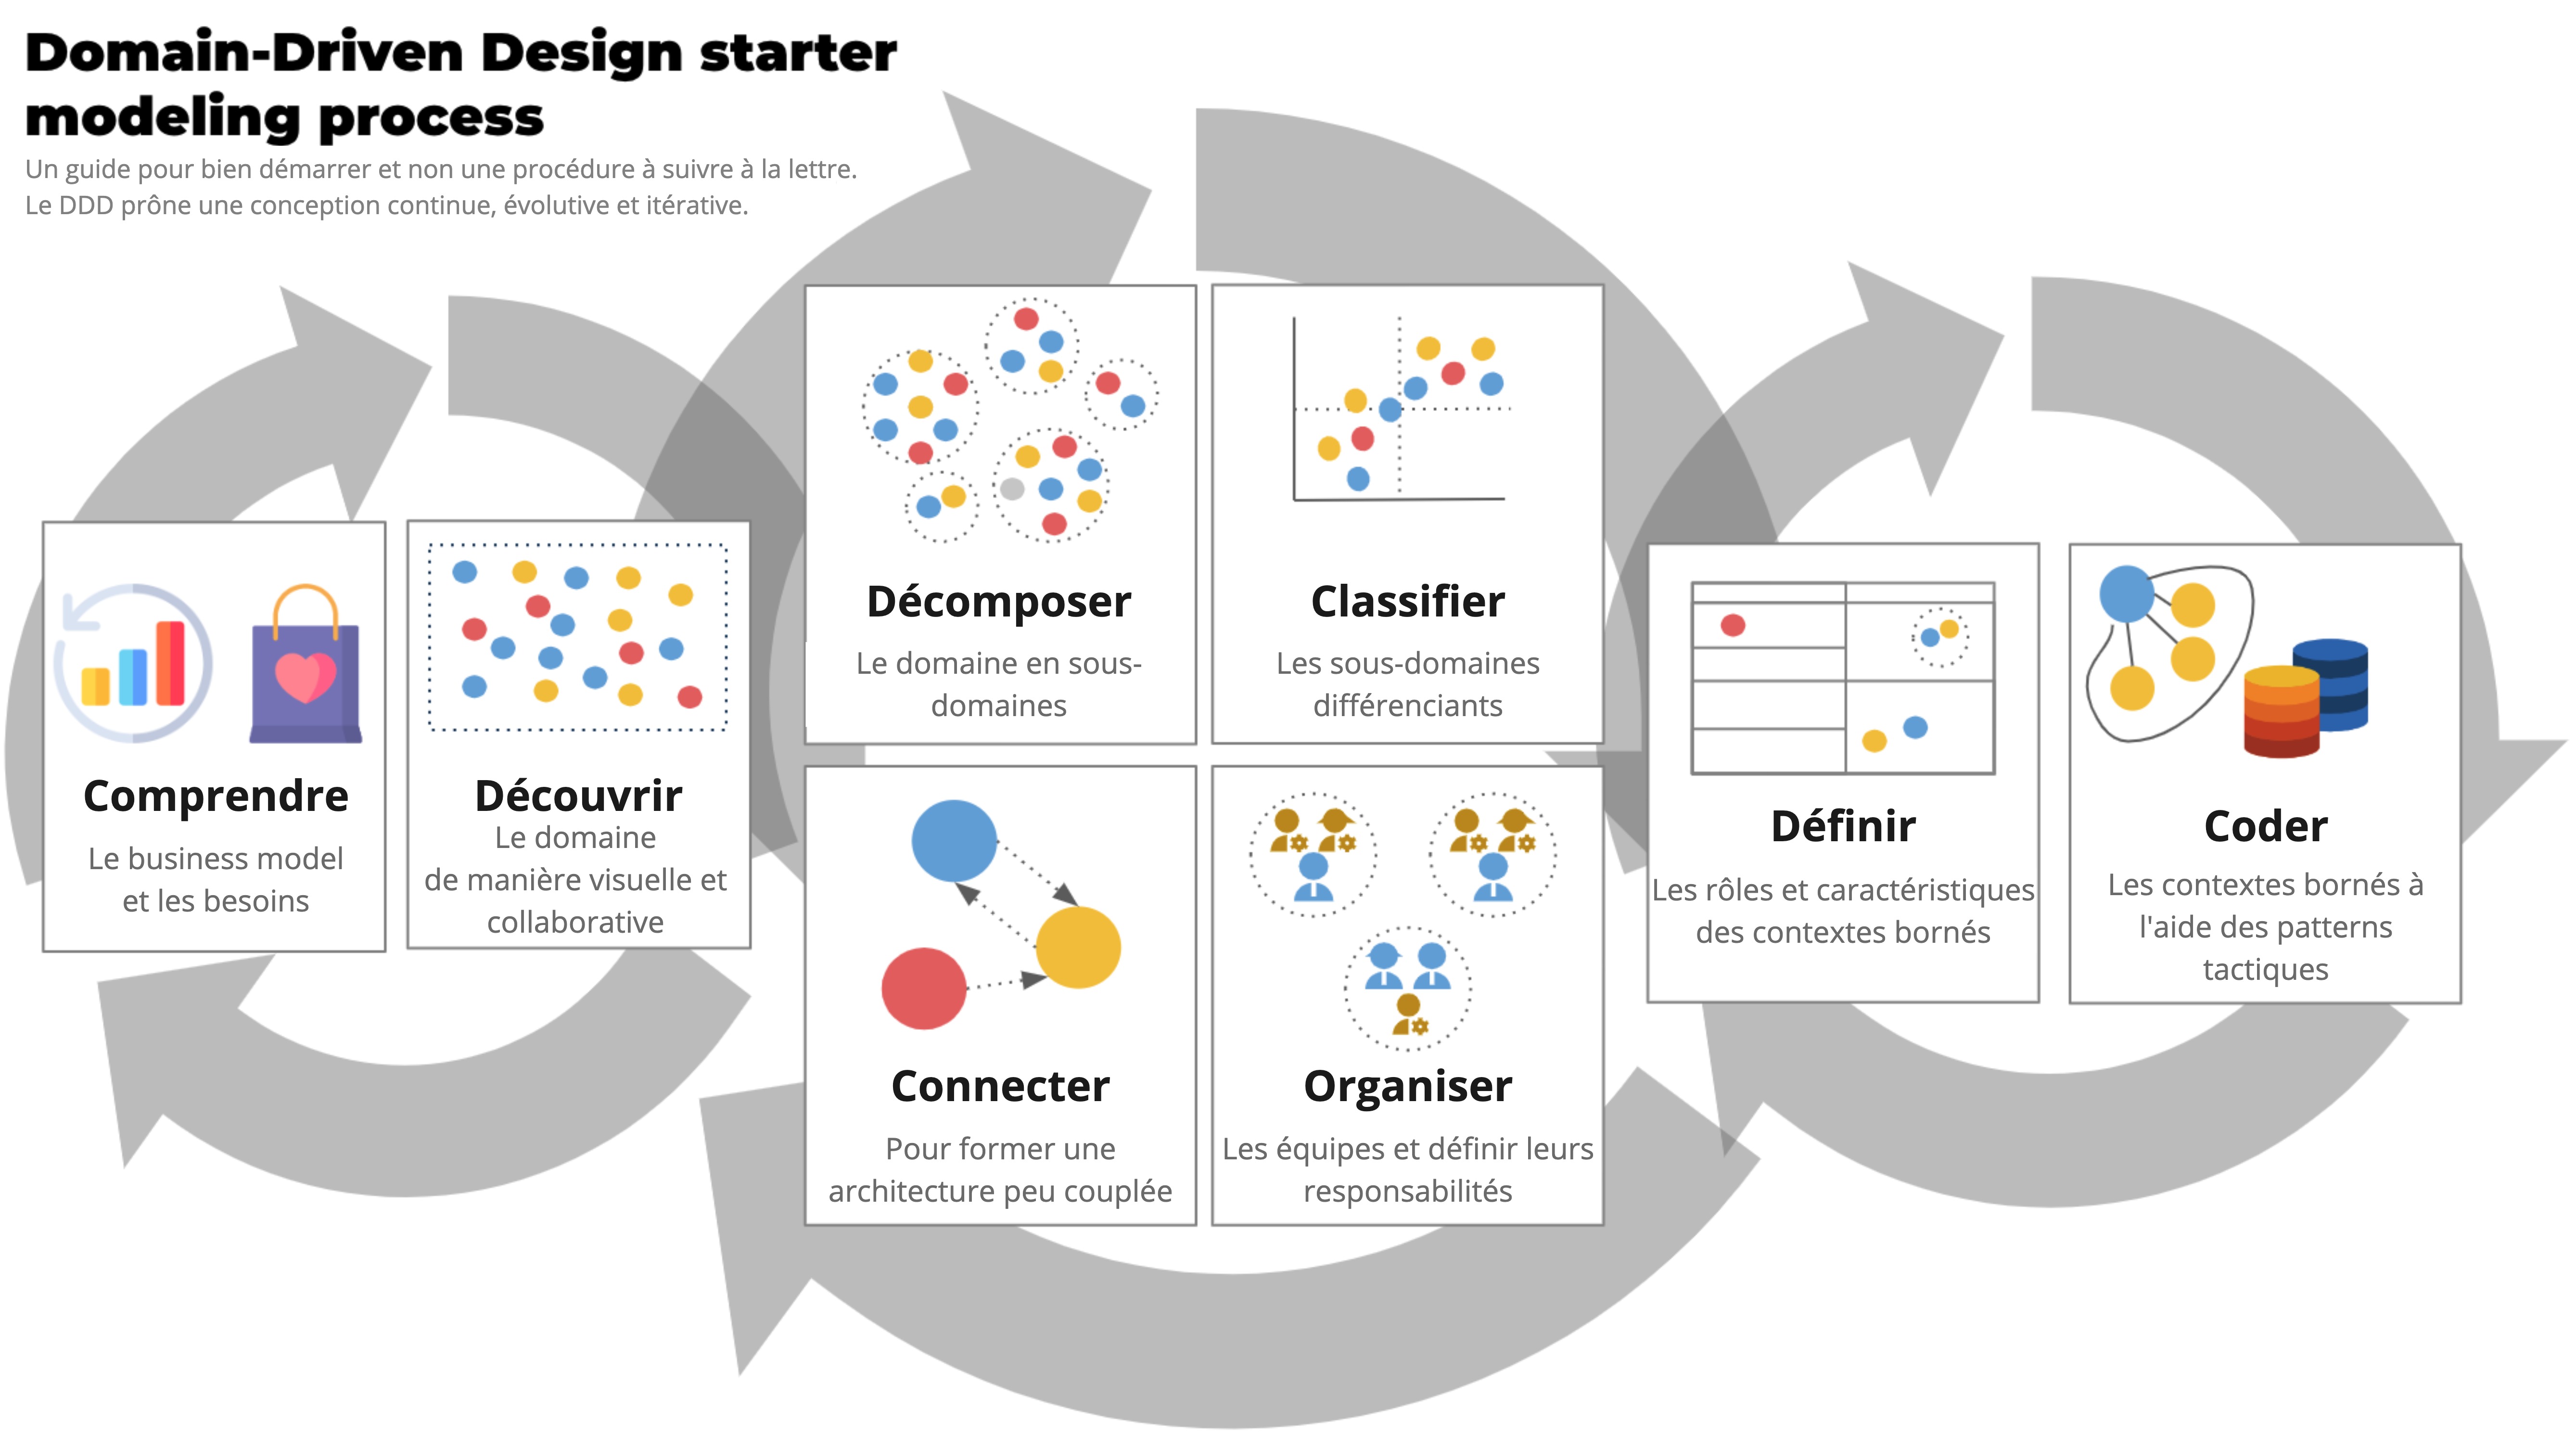 Domain-Driven Design starter
modeling process
Un guide pour bien démarrer et non une procédure à suivre à la lettre.
Le DDD prône une conception continue, évolutive et itérative.
Comprendre
Le business model
et les besoins
Découvrir
Le domaine
de manière visuelle et
collaborative
Décomposer
Le domaine en sous-
domaines
Classifier
Les sous-domaines
différenciants
Connecter
Pour former une
architecture peu couplée
Organiser
Les équipes et définir leurs
responsabilités
Définir
Les rôles et caractéristiques
des contextes bornés
Coder
Les contextes bornés à
l'aide des patterns
tactiques